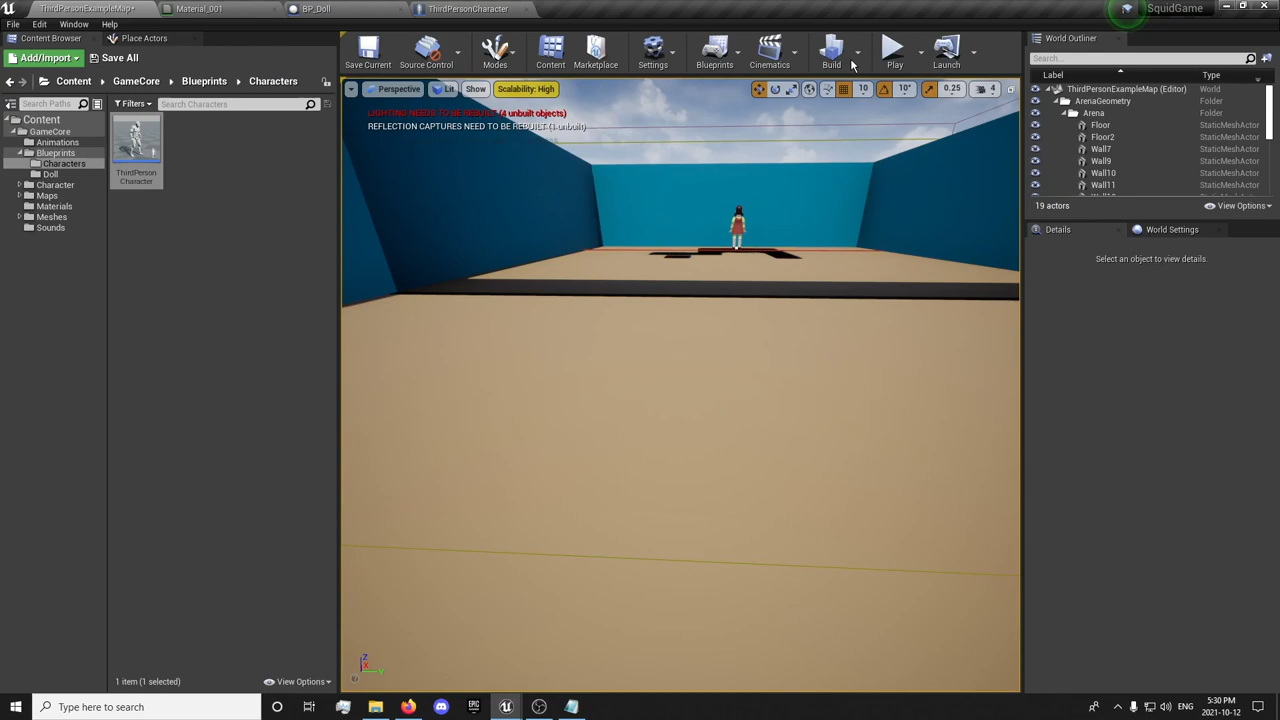 ThirdPersonExampleMap*
Material_001
BP_Doll
ThirdPersonCharacter
SquidGame
File
Edit
Window
Help
Content Browser
Place Actors
Add/Import
Save All
Content
GameCore
Blueprints
Characters
Filters
Search Paths
Search Characters
Content
GameCore
Animations
Blueprints
Characters
Doll
Character
Maps
Materials
Meshes
Sounds
ThirdPerson
Character
1 item (1 selected)
View Options
Save Current
Source Control
Modes
Content
Marketplace
Settings
Blueprints
Cinematics
Build
Play
Launch
Perspective
Lit
Show
Scalability: High
10
10°
0.25
4
LIGHTING NEEDS TO BE REBUILT (4 unbuilt objects)
REFLECTION CAPTURES NEED TO BE REBUILT (1 unbuilt)
Z
X
Y
World Outliner
Search...
Label
Type
ThirdPersonExampleMap (Editor)
World
ArenaGeometry
Folder
Arena
Folder
Floor
StaticMeshActor
Floor2
StaticMeshActor
Wall7
StaticMeshActor
Wall9
StaticMeshActor
Wall10
StaticMeshActor
Wall11
StaticMeshActor
19 actors
View Options
Details
World Settings
Select an object to view details.
Type here to search
EPIC
ENG
5:30 PM
2021-10-12